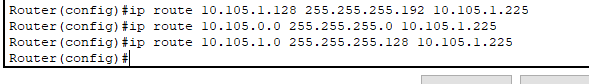 Router(config)#ip route 10.105.1.128 255.255.255.192 10.105.1.225
Router(config)#ip route 10.105.0.0 255.255.255.0 10.105.1.225
Router(config)#ip route 10.105.1.0 255.255.255.128 10.105.1.225
Router(config)#